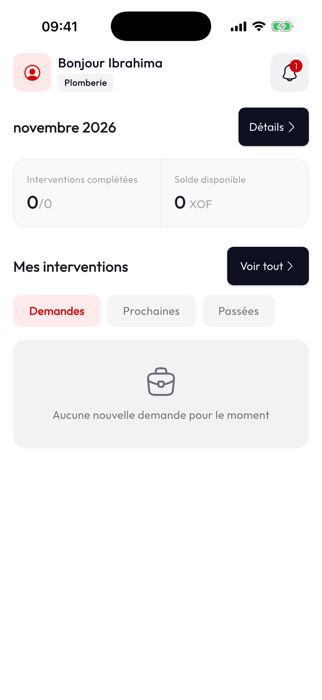 09:41
Bonjour Ibrahima
Plomberie
1
novembre 2026
Détails
Interventions complétées
0/0
Solde disponible
0 XOF
Mes interventions
Voir tout
Demandes
Prochaines
Passées
Aucune nouvelle demande pour le moment